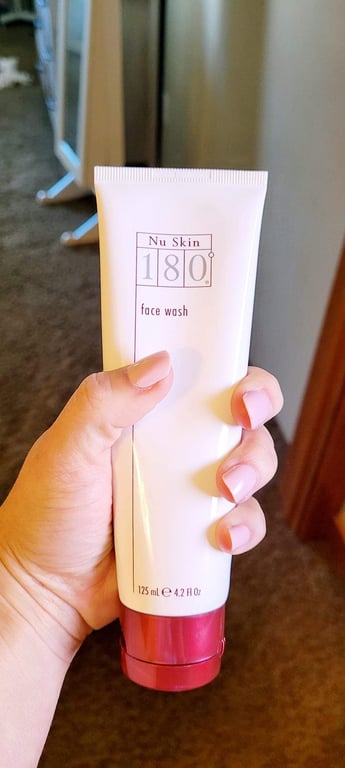 Nu Skin
180°
face wash
125 mL ℮ 4.2 Fl Oz